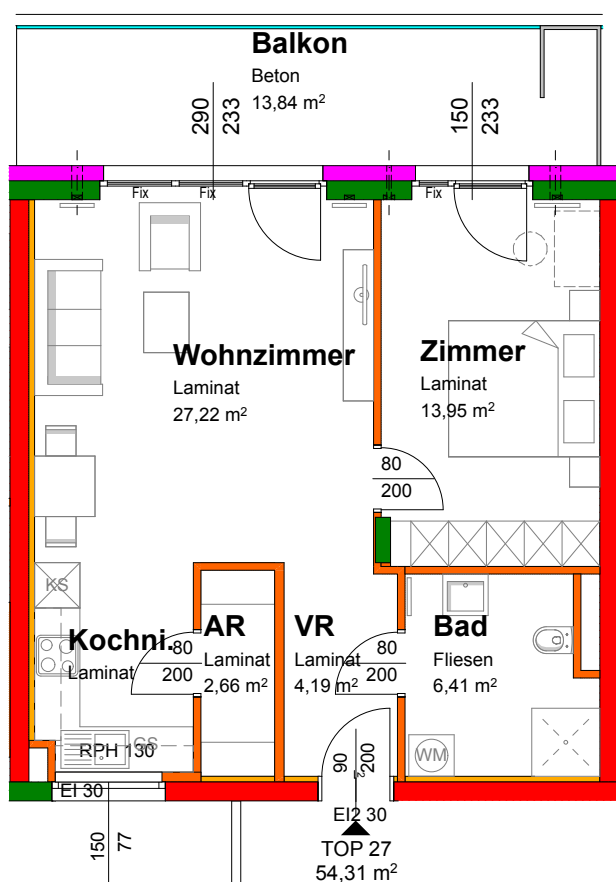 Balkon
Beton
13,84 m²
290
233
150
233
Fix
Fix
Fix
Wohnzimmer
Laminat
27,22 m²
Zimmer
Laminat
13,95 m²
80
200
KS
Kochni.
Laminat
80
200
AR
Laminat
2,66 m²
VR
Laminat
4,19 m²
80
200
Bad
Fliesen
6,41 m²
GS
RPH 130
WM
EI 30
90
200
EI2 30
150
77
TOP 27
54,31 m²